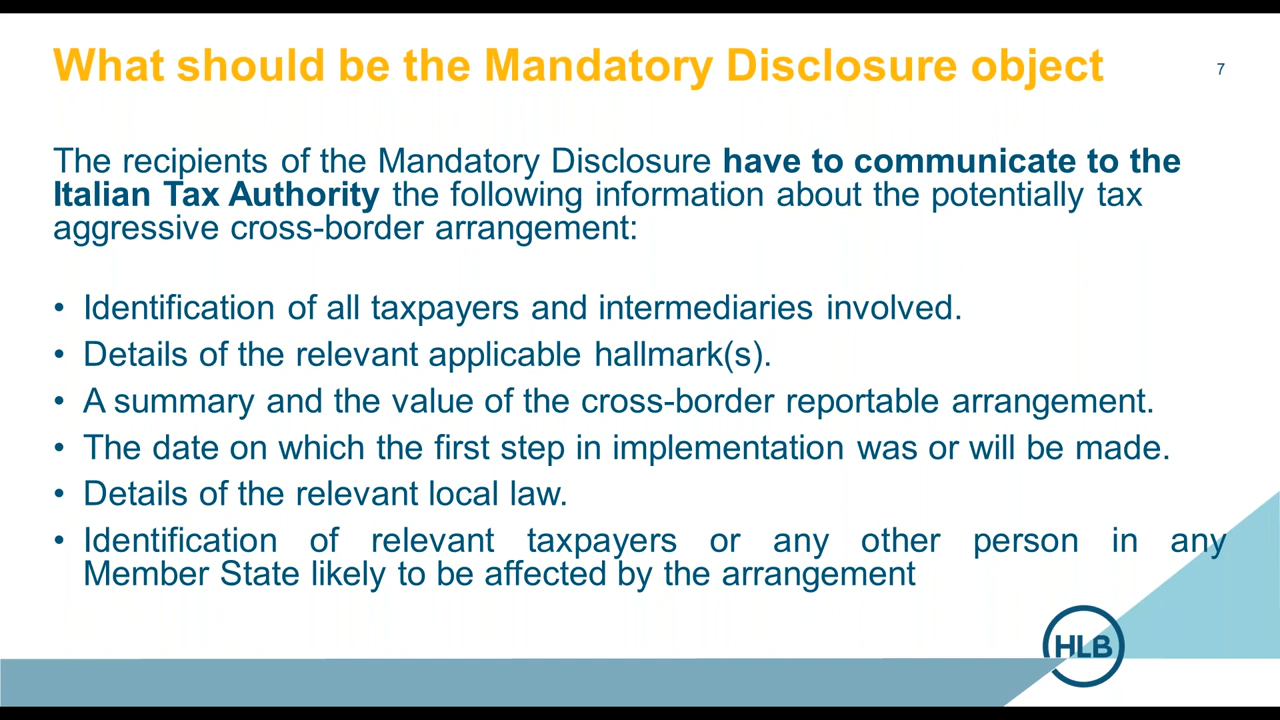 What should be the Mandatory Disclosure object
7
The recipients of the Mandatory Disclosure have to communicate to the
Italian Tax Authority the following information about the potentially tax
aggressive cross-border arrangement:
• Identification of all taxpayers and intermediaries involved.
• Details of the relevant applicable hallmark(s).
• A summary and the value of the cross-border reportable arrangement.
• The date on which the first step in implementation was or will be made.
• Details of the relevant local law.
• Identification of relevant taxpayers or any other person in any
Member State likely to be affected by the arrangement
HLB